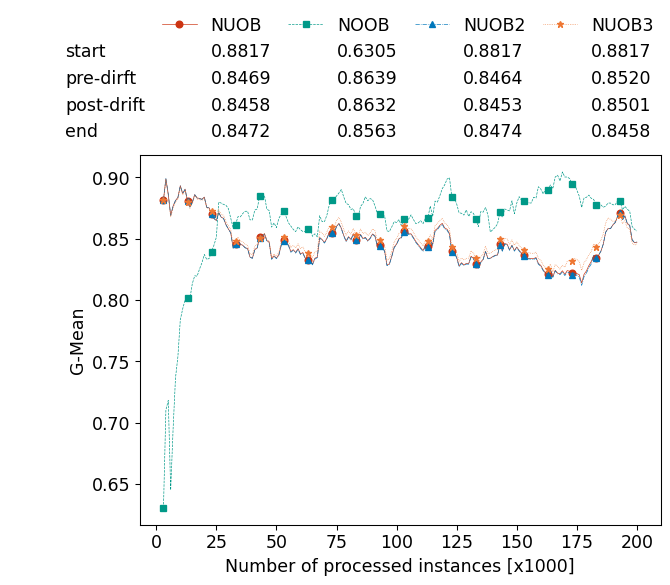 NUOB NOOB NUOB2 NUOB3
start 0.8817 0.6305 0.8817 0.8817
pre-dirft 0.8469 0.8639 0.8464 0.8520
post-drift 0.8458 0.8632 0.8453 0.8501
end 0.8472 0.8563 0.8474 0.8458
0.90
0.85
0.80
0.75
0.70
0.65
G-Mean
0 25 50 75 100 125 150 175 200
Number of processed instances [x1000]